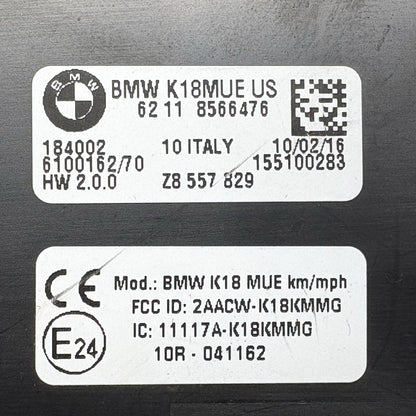 BMW
BMW K18MUE US
62 11 8566476
184002 10 ITALY 10/02/16
6100162/70 155100283
HW 2.0.0 Z8 557 829
CE Mod.: BMW K18 MUE km/mph
FCC ID: 2AACW-K18KMMG
E24 IC: 11117A-K18KMMG
10R - 041162